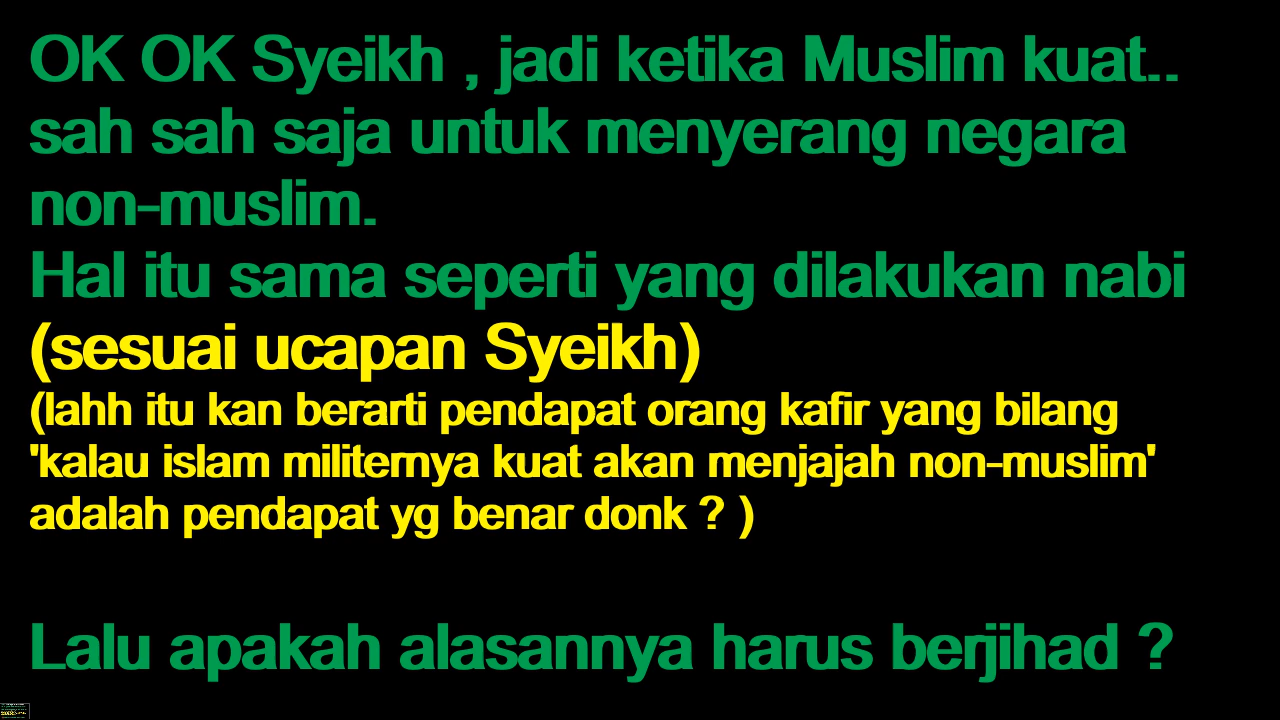 OK OK Syeikh , jadi ketika Muslim kuat..
sah sah saja untuk menyerang negara
non-muslim.
Hal itu sama seperti yang dilakukan nabi
(sesuai ucapan Syeikh)
(lahh itu kan berarti pendapat orang kafir yang bilang
'kalau islam militernya kuat akan menjajah non-muslim'
adalah pendapat yg benar donk ? )
Lalu apakah alasannya harus berjihad ?